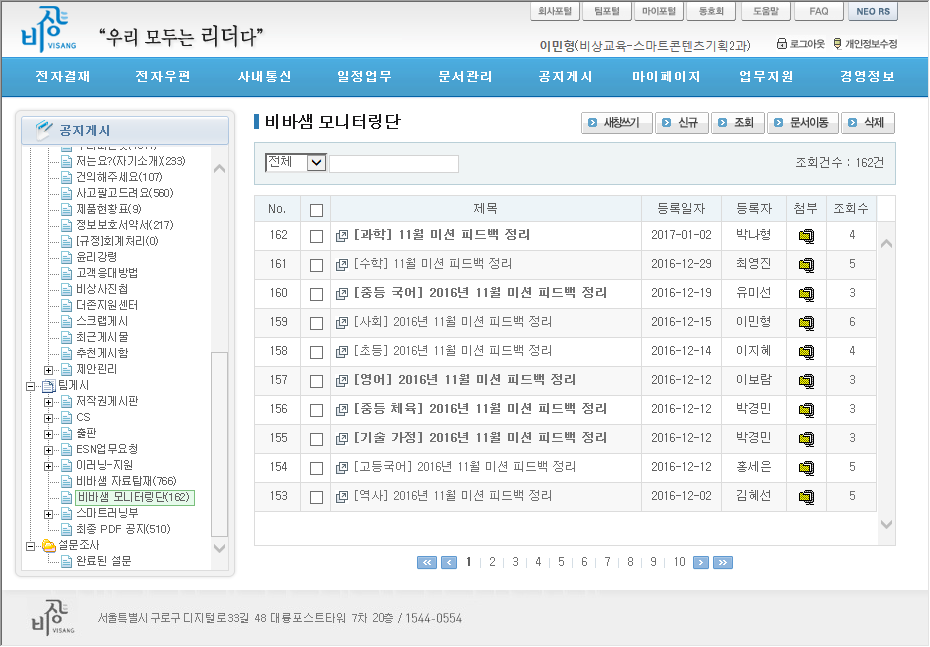 회사포털 팀포털 마이포털 동호회 도움말 FAQ NEO RS
비상 VISANG
“우리 모두는 리더다”
이민형(비상교육-스마트콘텐츠기획2과) 로그아웃 개인정보수정
전자결재 전자우편 사내통신 일정업무 문서관리 공지게시 마이페이지 업무지원 경영정보
공지게시
저는요?(자기소개)(233)
건의해주세요(107)
사고팔고드려요(560)
제품현황표(9)
정보보호서약서(217)
[규정]회계처리(0)
윤리강령
고객응대방법
비상사진첩
더존지원센터
스크랩게시
최근게시물
추천게시함
제안관리
팀게시
저작권게시판
CS
출판
ESN업무요청
이러닝-지원
비바샘 자료탑재(766)
비바샘 모니터링단(162)
스마트러닝부
최종 PDF 공지(510)
설문조사
완료된 설문
비바샘 모니터링단
새창쓰기 신규 조회 문서이동 삭제
전체 조회건수 : 162건
No. 제목 등록일자 등록자 첨부 조회수
162 [과학] 11월 미션 피드백 정리 2017-01-02 박나형 4
161 [수학] 11월 미션 피드백 정리 2016-12-29 최영진 5
160 [중등 국어] 2016년 11월 미션 피드백 정리 2016-12-19 유미선 3
159 [사회] 2016년 11월 미션 피드백 정리 2016-12-15 이민형 6
158 [초등] 2016년 11월 미션 피드백 정리 2016-12-14 이지혜 4
157 [영어] 2016년 11월 미션 피드백 정리 2016-12-12 이보람 3
156 [중등 체육] 2016년 11월 미션 피드백 정리 2016-12-12 박경민 3
155 [기술 가정] 2016년 11월 미션 피드백 정리 2016-12-12 박경민 3
154 [고등국어] 2016년 11월 미션 피드백 정리 2016-12-12 홍세은 5
153 [역사] 2016년 11월 미션 피드백 정리 2016-12-02 김혜선 5
1 2 3 4 5 6 7 8 9 10
비상 VISANG
서울특별시 구로구 디지털로33길 48 대륭포스트타워 7차 20층 / 1544-0554